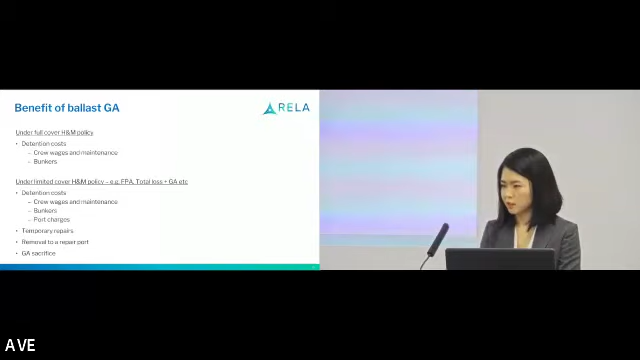 Benefit of ballast GA
RELA
Under full cover H&M policy
• Detention costs
– Crew wages and maintenance
– Bunkers
Under limited cover H&M policy – e.g. FPA, Total loss + GA etc
• Detention costs
– Crew wages and maintenance
– Bunkers
– Port charges
• Temporary repairs
• Removal to a repair port
• GA sacrifice
AVE